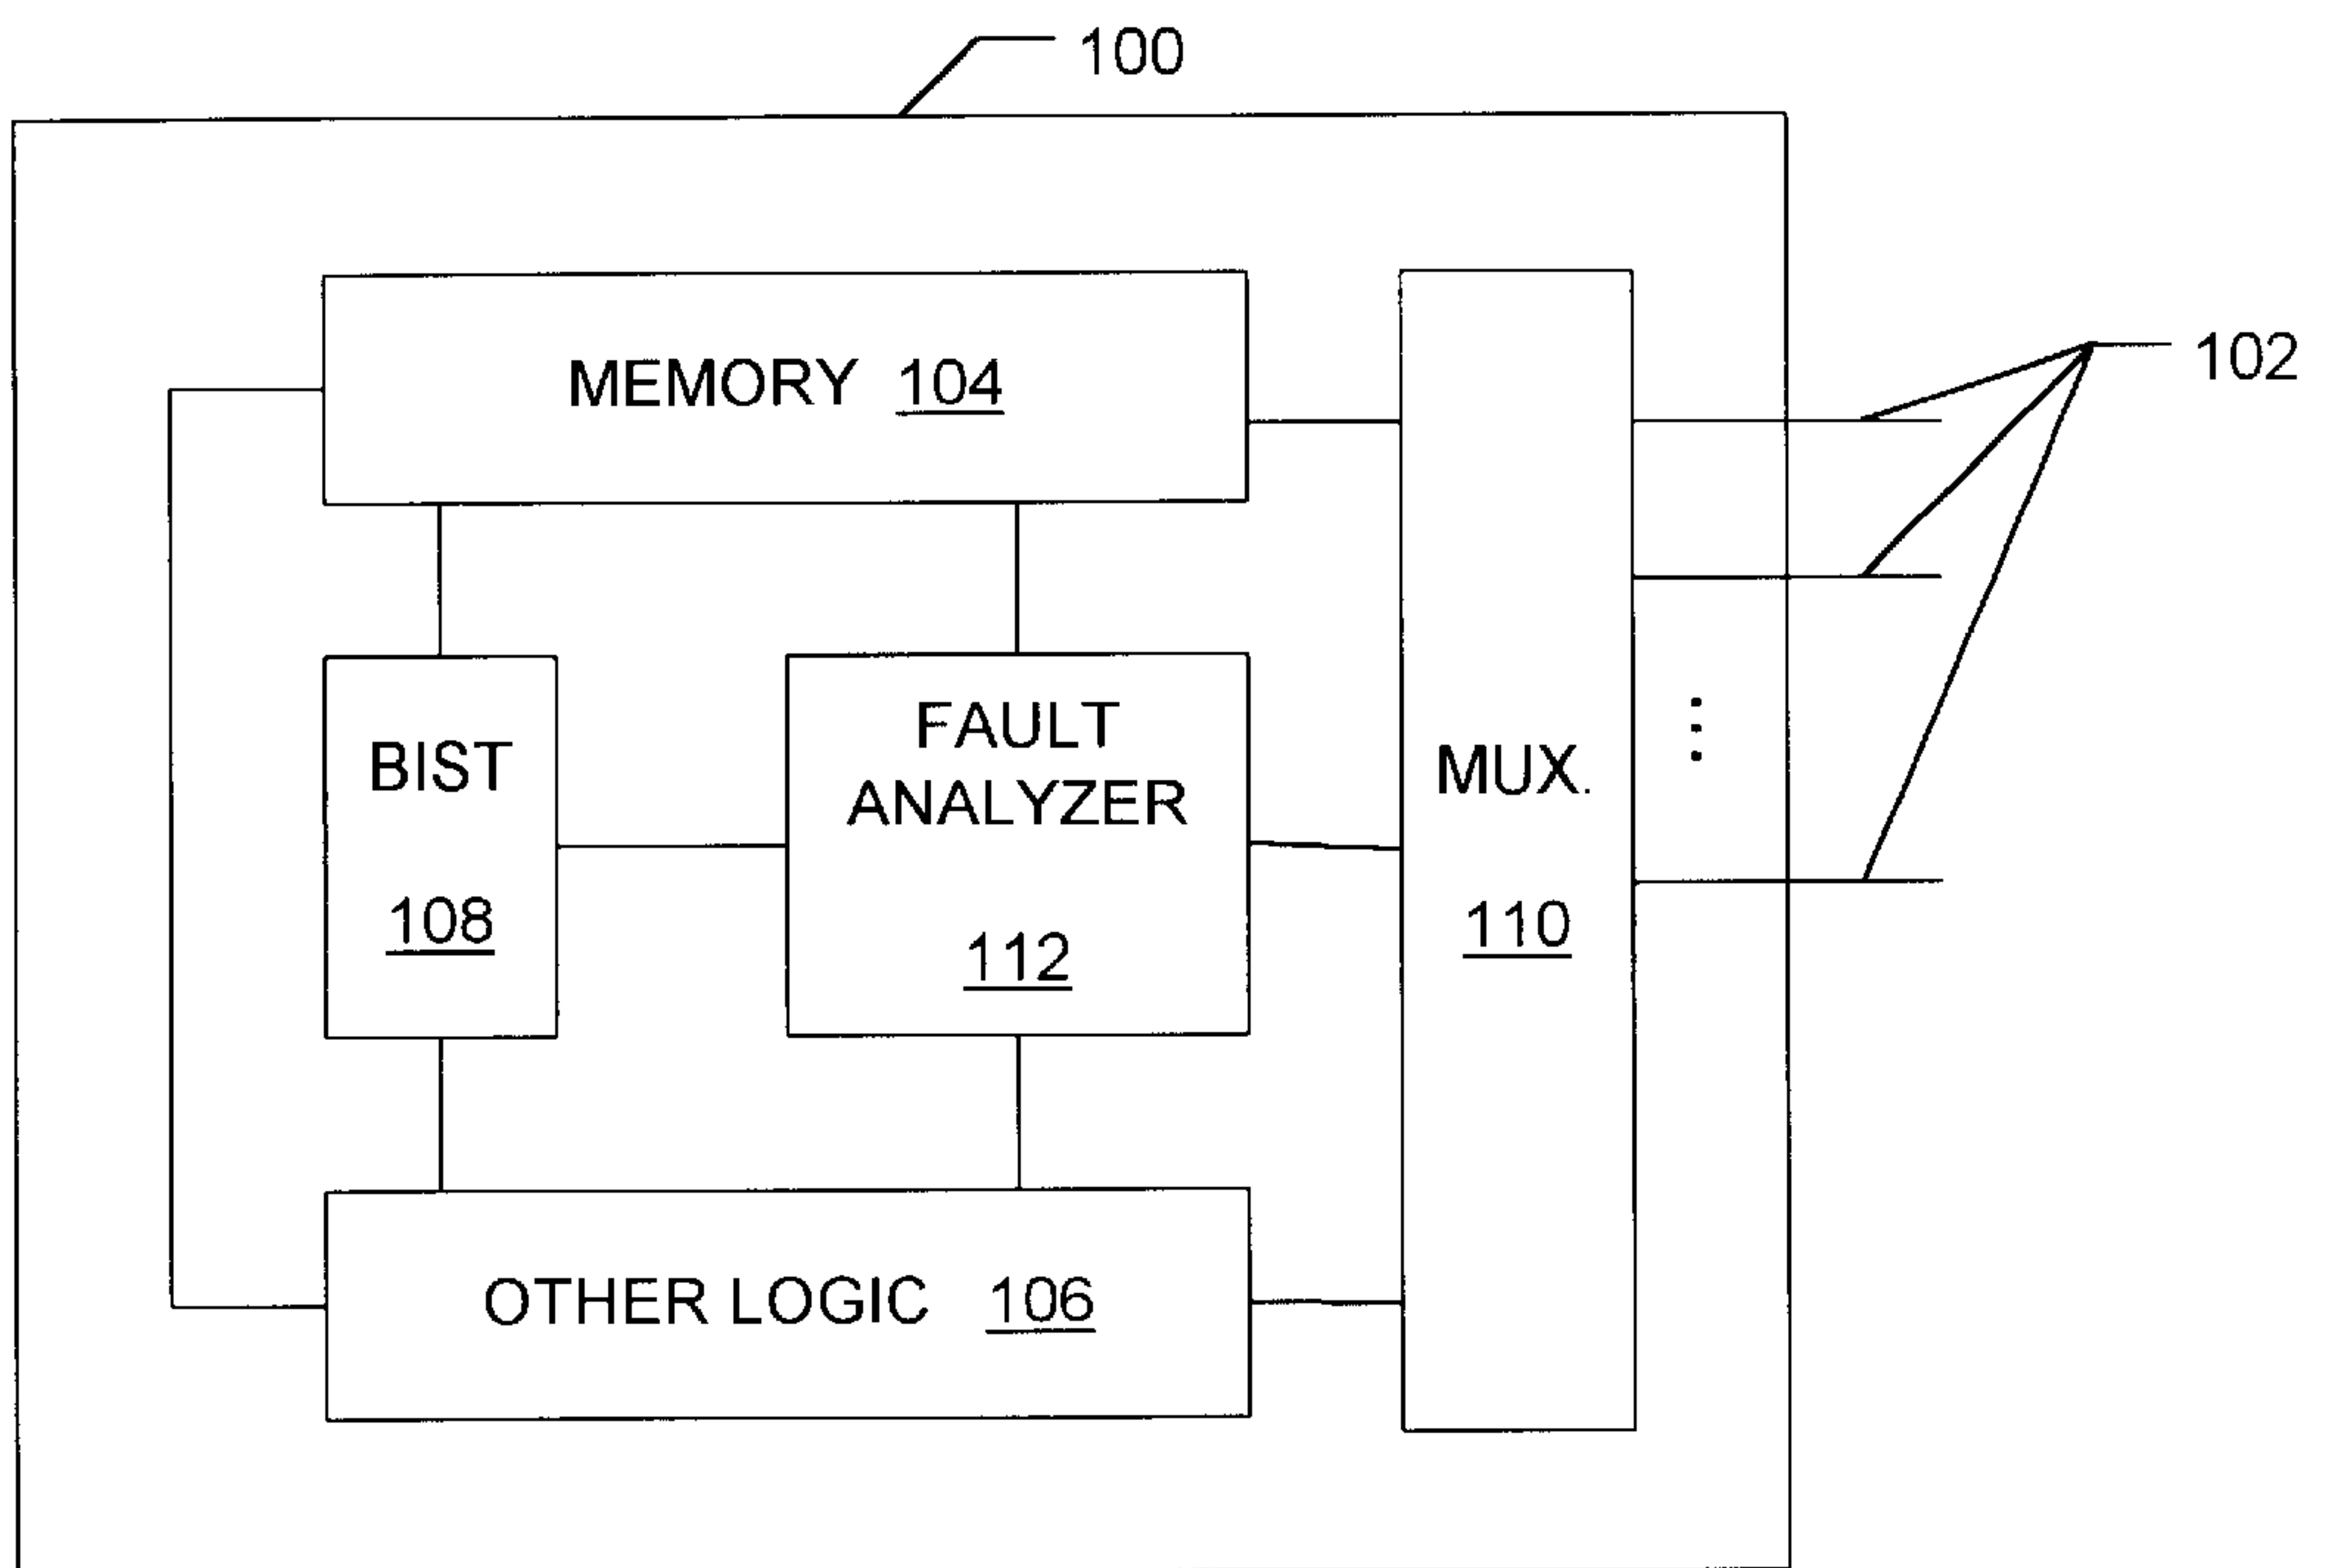 100
MEMORY 104
102
FAULT
ANALYZER
112
BIST
108
MUX.
110
OTHER LOGIC 106